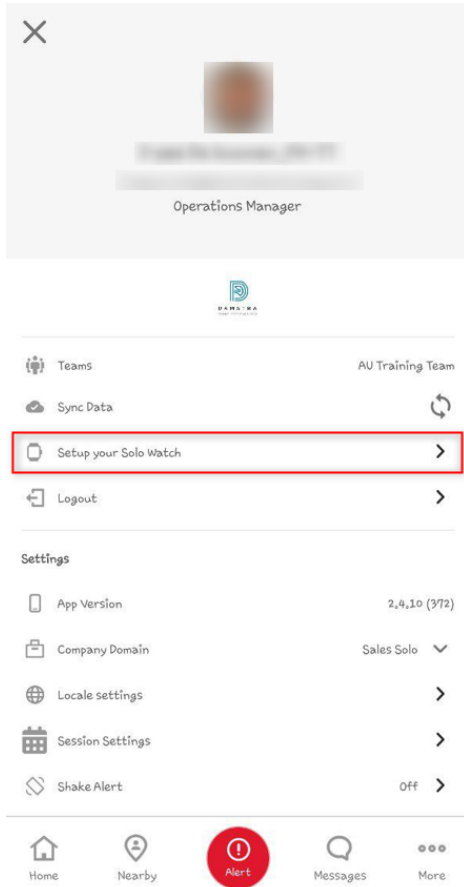 Operations Manager
DAMSTRA
Teams AU Training Team
Sync Data
Setup your Solo Watch
Logout
Settings
App Version 2.4.10 (372)
Company Domain Sales Solo
Locale settings
Session Settings
Shake Alert Off
Home Nearby Alert Messages More